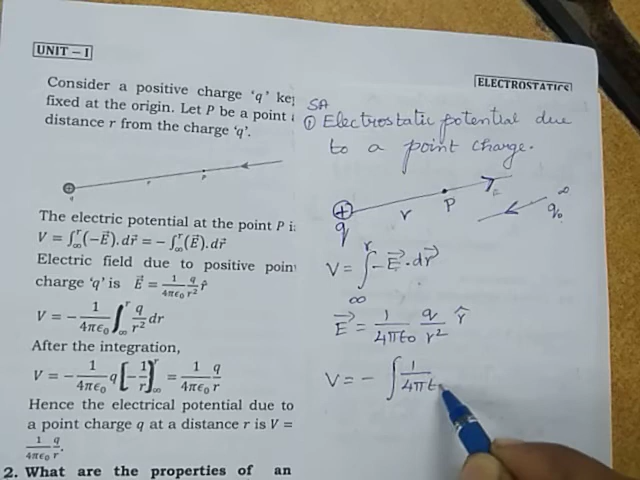 UNIT – I
Consider a positive charge 'q' kep
fixed at the origin. Let P be a point a
distance r from the charge 'q'.
q
r
P
The electric potential at the point P is
V = ∫∞^r (−E⃗).dr⃗ = − ∫∞^r (E⃗).dr⃗
Electric field due to positive point
charge 'q' is E⃗ = 1/4πϵ₀ q/r² r̂
V = − 1/4πϵ₀ ∫∞^r q/r² dr
After the integration,
V = − 1/4πϵ₀ q[−1/r]∞^r = 1/4πϵ₀ q/r
Hence the electrical potential due to
a point charge q at a distance r is V =
1/4πϵ₀ q/r.
2. What are the properties of an
ELECTROSTATICS
SA
① Electrostatic potential due
to a point charge.
+ r P E ∞
q q₀
V = ∫∞^r −E⃗.dr⃗
E⃗ = 1/4πϵ₀ q/r² r̂
V = − ∫ 1/4πϵ